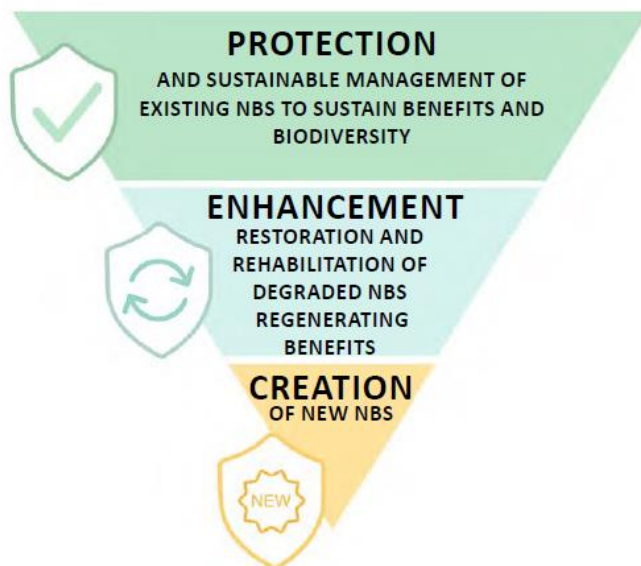 PROTECTION
AND SUSTAINABLE MANAGEMENT OF
EXISTING NBS TO SUSTAIN BENEFITS AND
BIODIVERSITY
ENHANCEMENT
RESTORATION AND
REHABILITATION OF
DEGRADED NBS
REGENERATING
BENEFITS
CREATION
OF NEW NBS
NEW